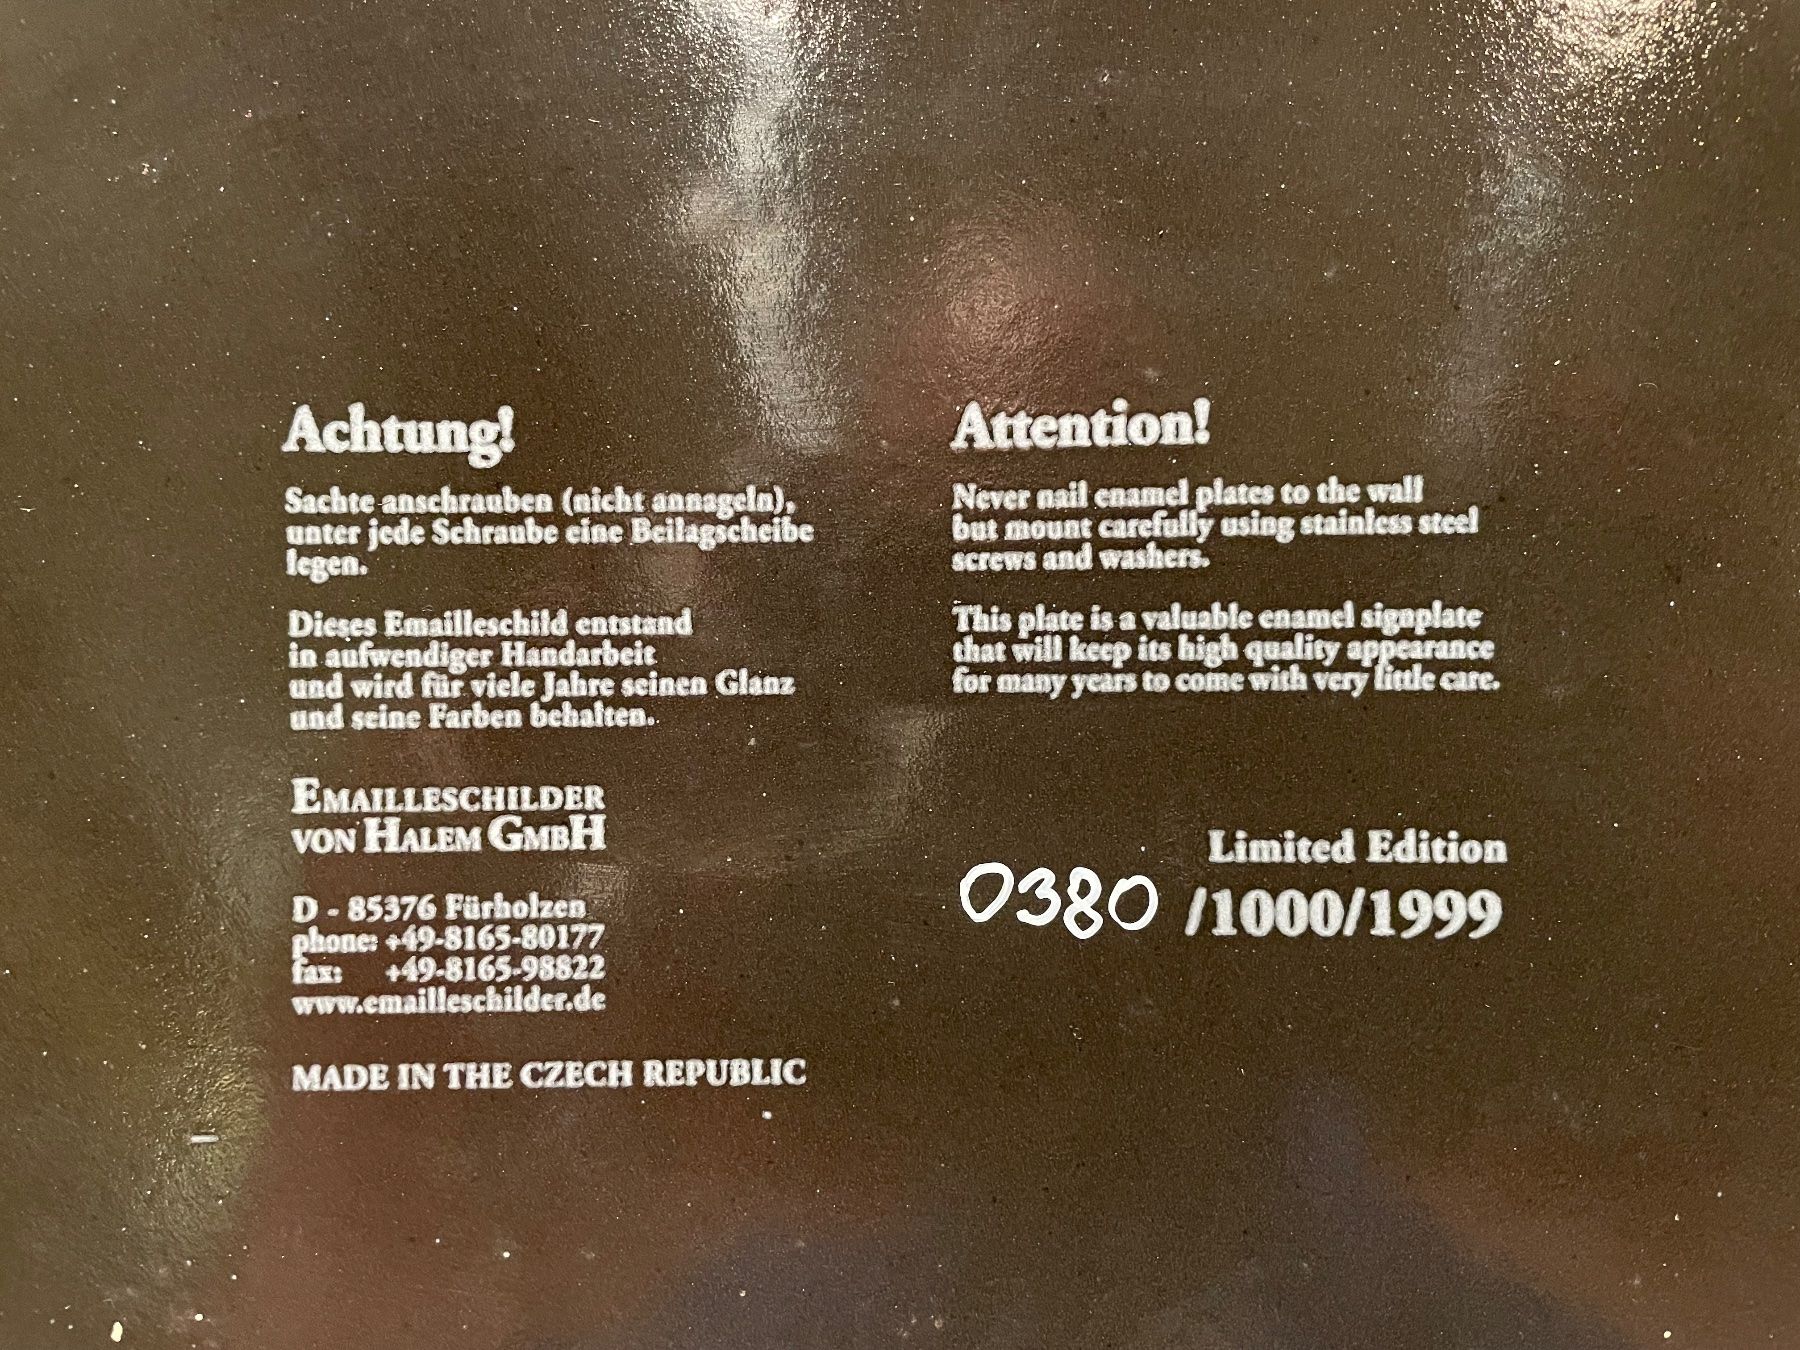 Achtung!
Sachte anschrauben (nicht annageln),
unter jede Schraube eine Beilagscheibe
legen.
Dieses Emailleschild entstand
in aufwendiger Handarbeit
und wird für viele Jahre seinen Glanz
und seine Farben behalten.
EMAILLESCHILDER
VON HALEM GMBH
D - 85376 Fürholzen
phone: +49-8165-80177
fax: +49-8165-98822
www.emailleschilder.de
MADE IN THE CZECH REPUBLIC
Attention!
Never nail enamel plates to the wall
but mount carefully using stainless steel
screws and washers.
This plate is a valuable enamel signplate
that will keep its high quality appearance
for many years to come with very little care.
Limited Edition
0380 /1000/1999